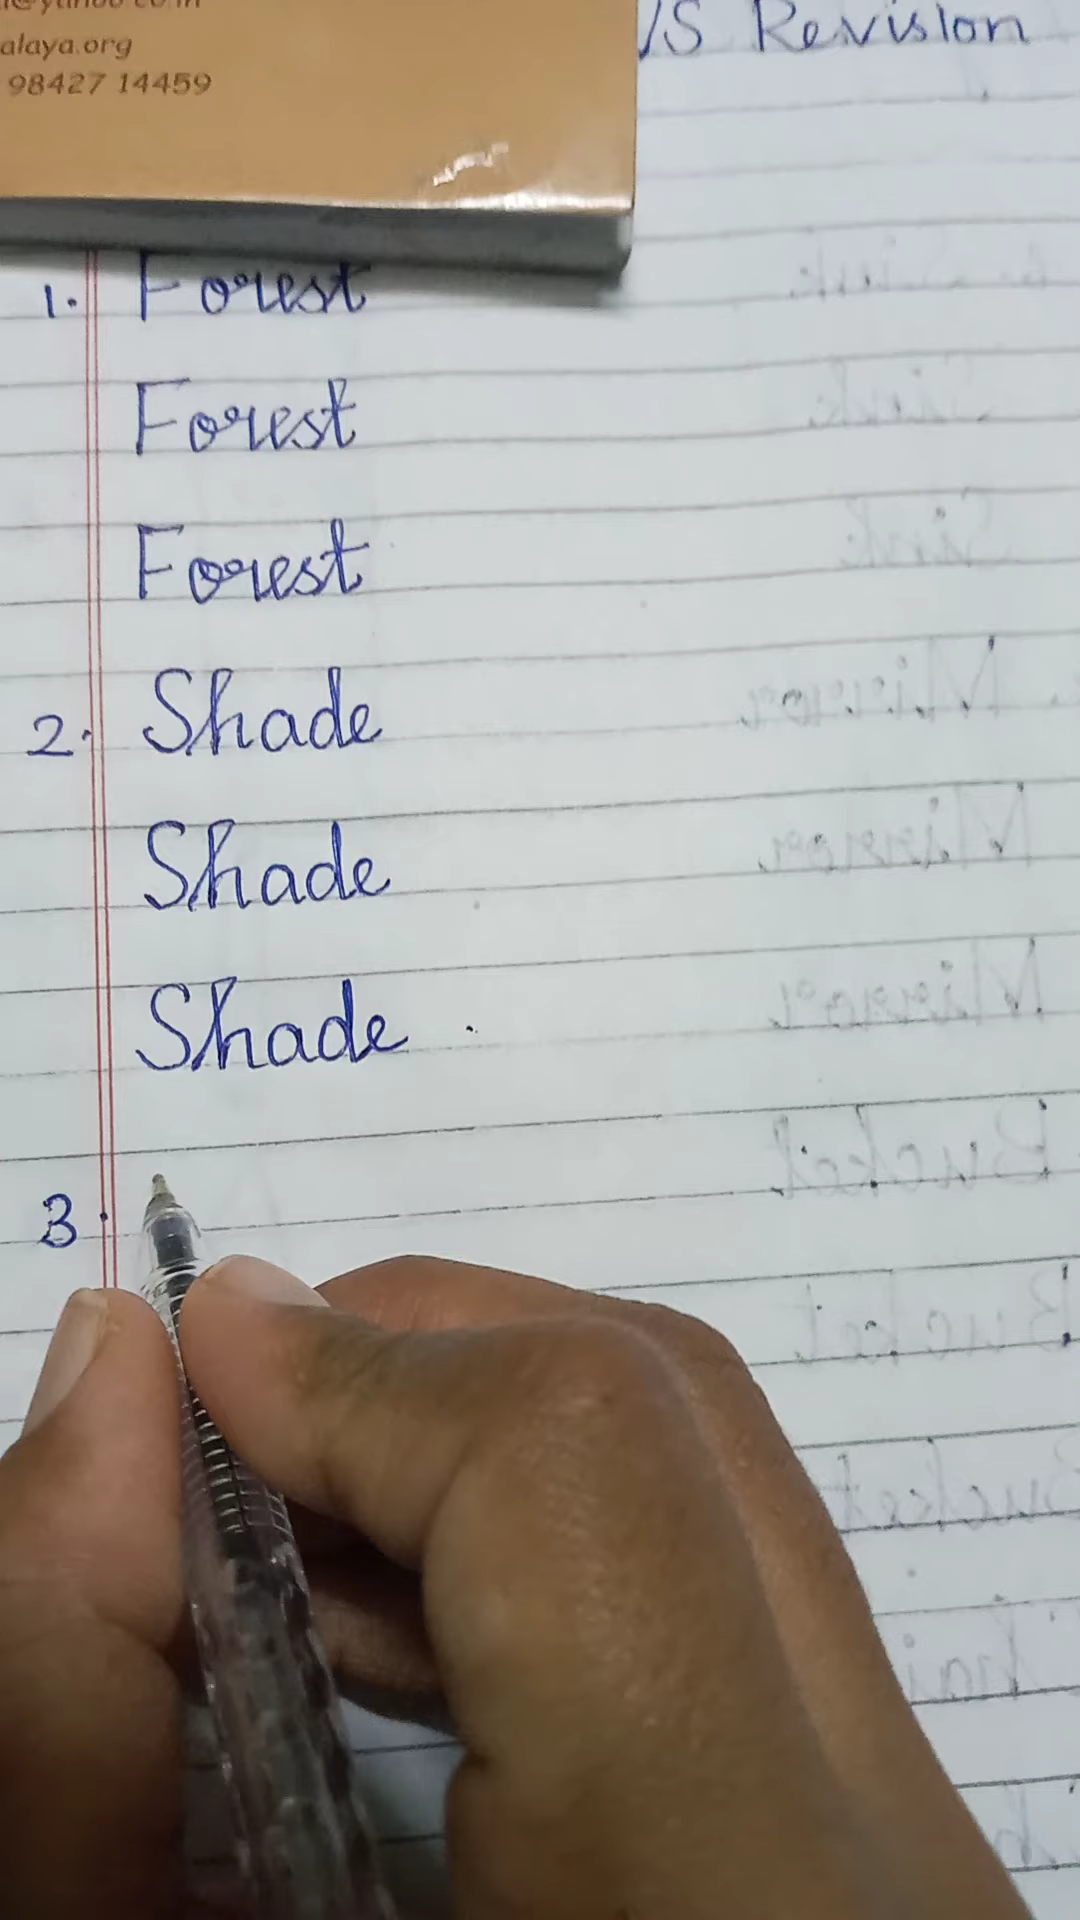 alaya.org
98427 14459
/S Revision
1. Forest
Forest
Forest
2. Shade
Shade
Shade
3.